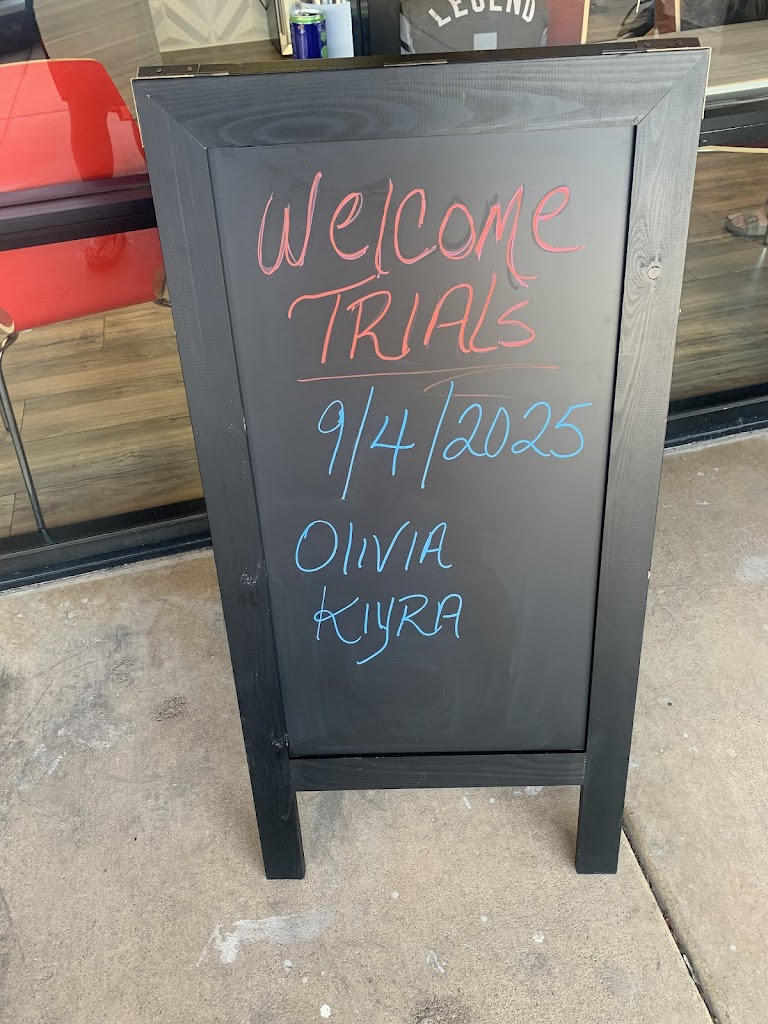 LEGEND
Welcome
TRIALS
9/4/2025
OLIVIA
KIYRA